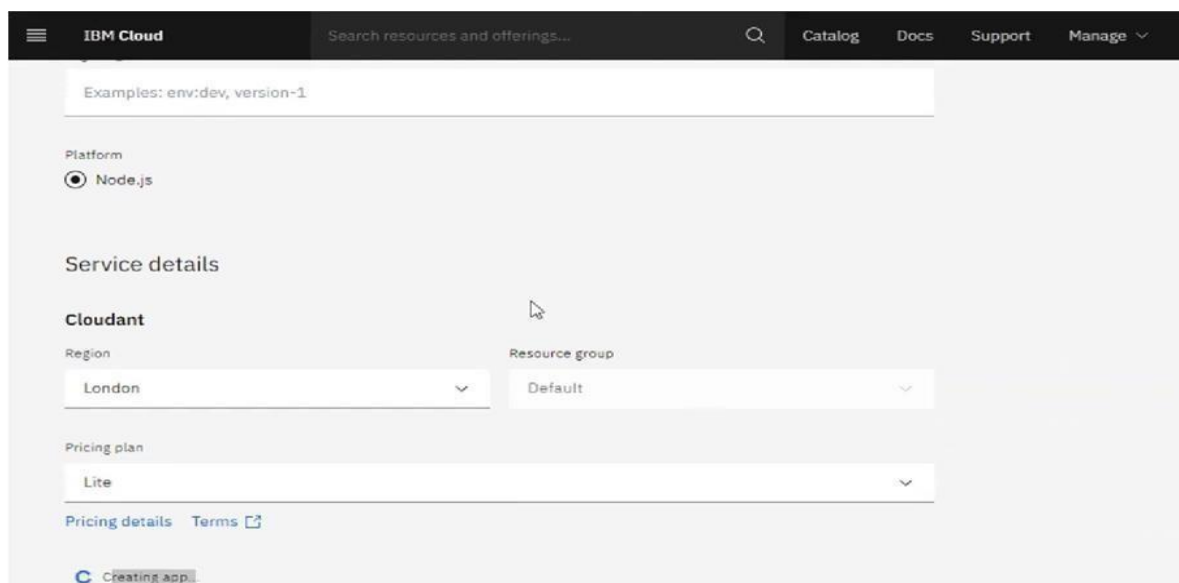 IBM Cloud Search resources and offerings... Catalog Docs Support Manage
Examples: env:dev, version-1
Platform
Node.js
Service details
Cloudant
Region Resource group
London Default
Pricing plan
Lite
Pricing details Terms
Creating app...